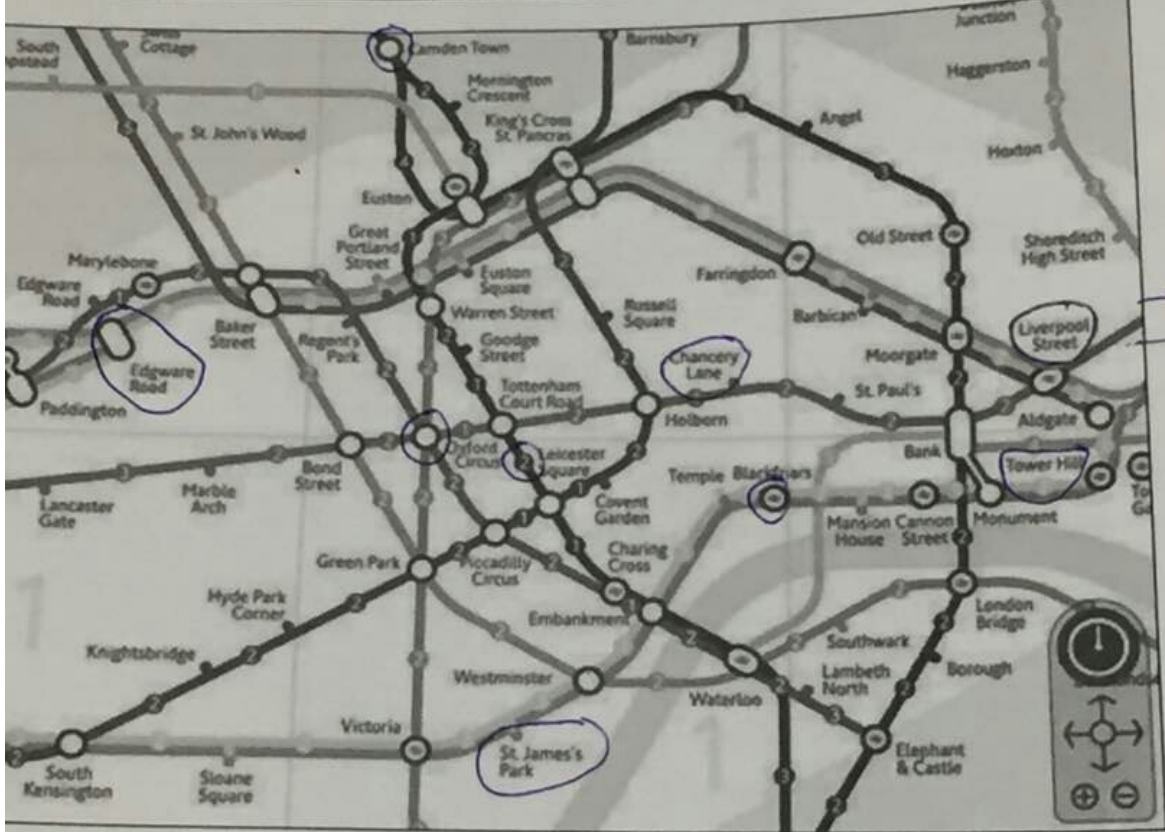 Swiss
Cottage
South
Camden Town
Barnsbury
Junction
Haggerston
Mornington
Crescent
King's Cross
St. Pancras
St. John's Wood
Angel
Hoxton
Euston
Great
Portland
Street
Old Street
Shoreditch
High Street
Marylebone
Edgware
Road
Euston
Square
Farringdon
Baker
Street
Regent's
Park
Warren Street
Russell
Square
Barbican
Liverpool
Street
Goodge
Street
Moorgate
Edgware
Road
Chancery
Lane
Paddington
Tottenham
Court Road
Holborn
St. Paul's
Aldgate
Oxford
Circus
Leicester
Square
Bank
Bond
Street
Temple
Blackfriars
Tower Hill
Marble
Arch
Lancaster
Gate
Covent
Garden
Mansion
House
Cannon
Street
Monument
Green Park
Piccadilly
Circus
Charing
Cross
Hyde Park
Corner
Embankment
London
Bridge
Southwark
Knightsbridge
Westminster
Waterloo
Lambeth
North
Borough
Victoria
St. James's
Park
South
Kensington
Sloane
Square
Elephant
& Castle